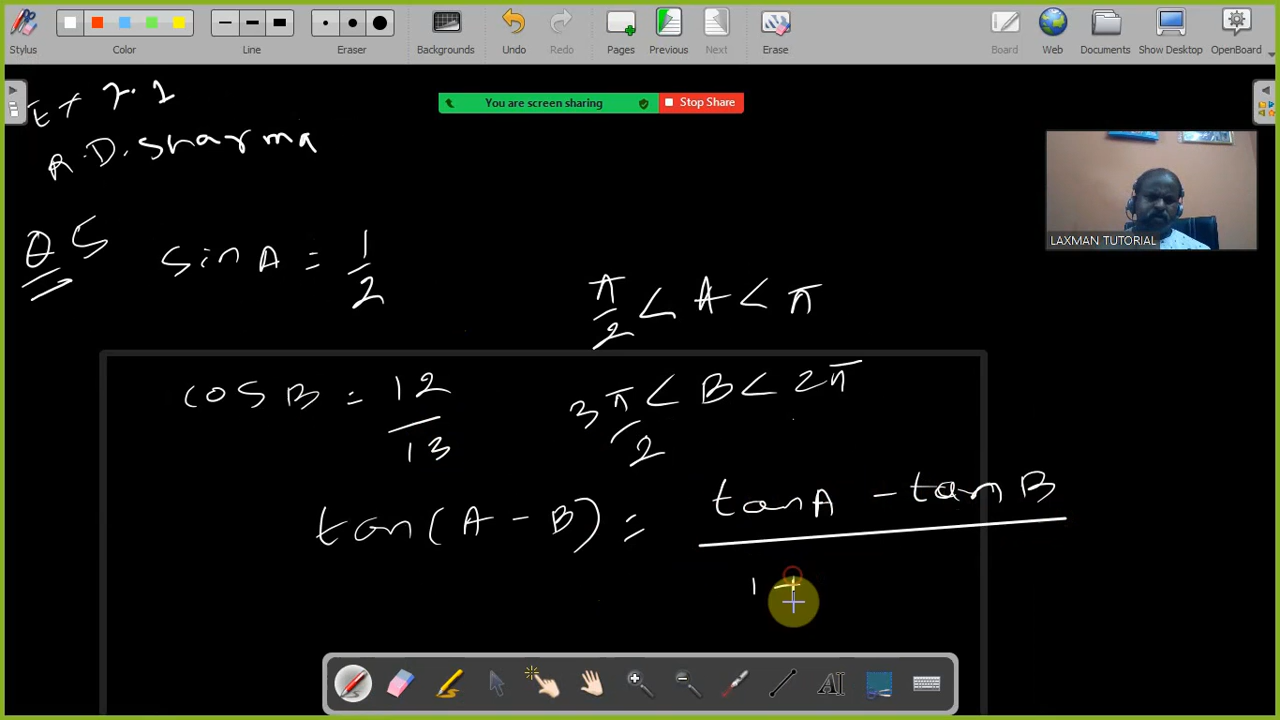 Stylus Color Line Eraser Backgrounds Undo Redo Pages Previous Next Erase Board Web Documents Show Desktop OpenBoard
You are screen sharing Stop Share
Ex 7.1
R.D. Sharma
LAXMAN TUTORIAL
Q5 sinA = 1/2 π/2 < A < π
cosB = 12/13 3π/2 < B < 2π
tan(A - B) = tanA - tanB
1 +